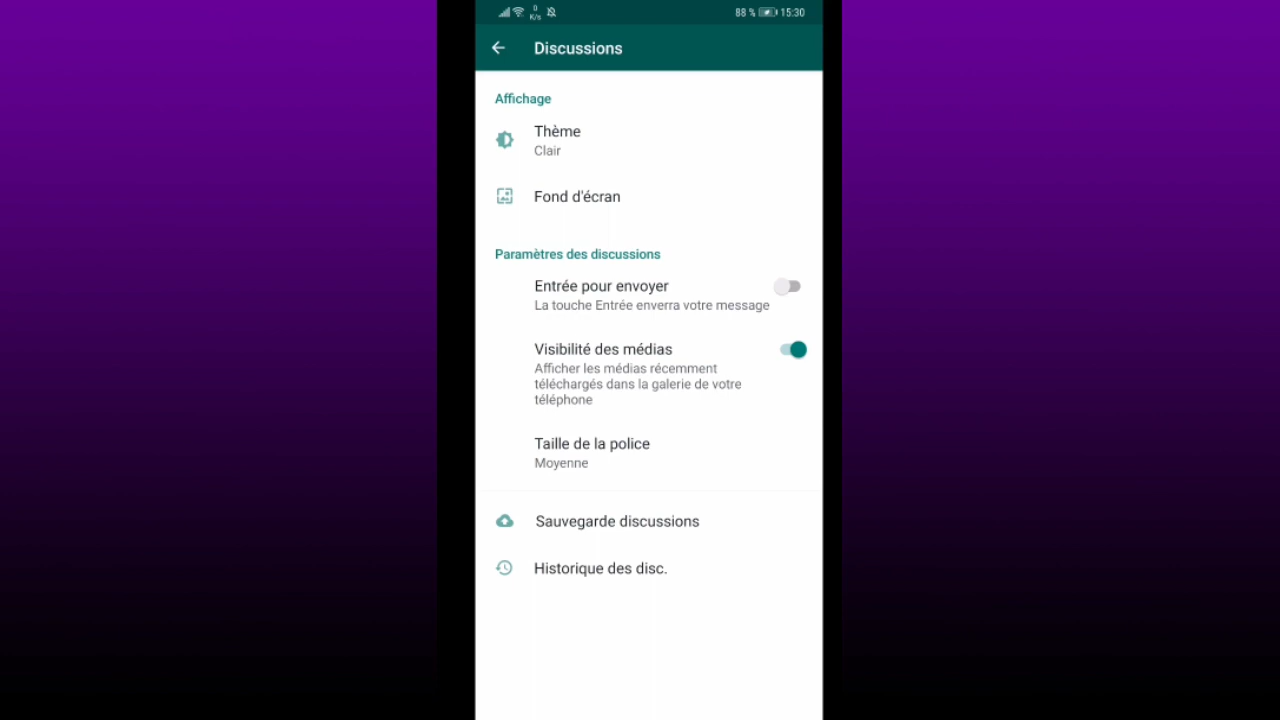 0
K/s
88 % 15:30
Discussions
Affichage
Thème
Clair
Fond d'écran
Paramètres des discussions
Entrée pour envoyer
La touche Entrée enverra votre message
Visibilité des médias
Afficher les médias récemment
téléchargés dans la galerie de votre
téléphone
Taille de la police
Moyenne
Sauvegarde discussions
Historique des disc.